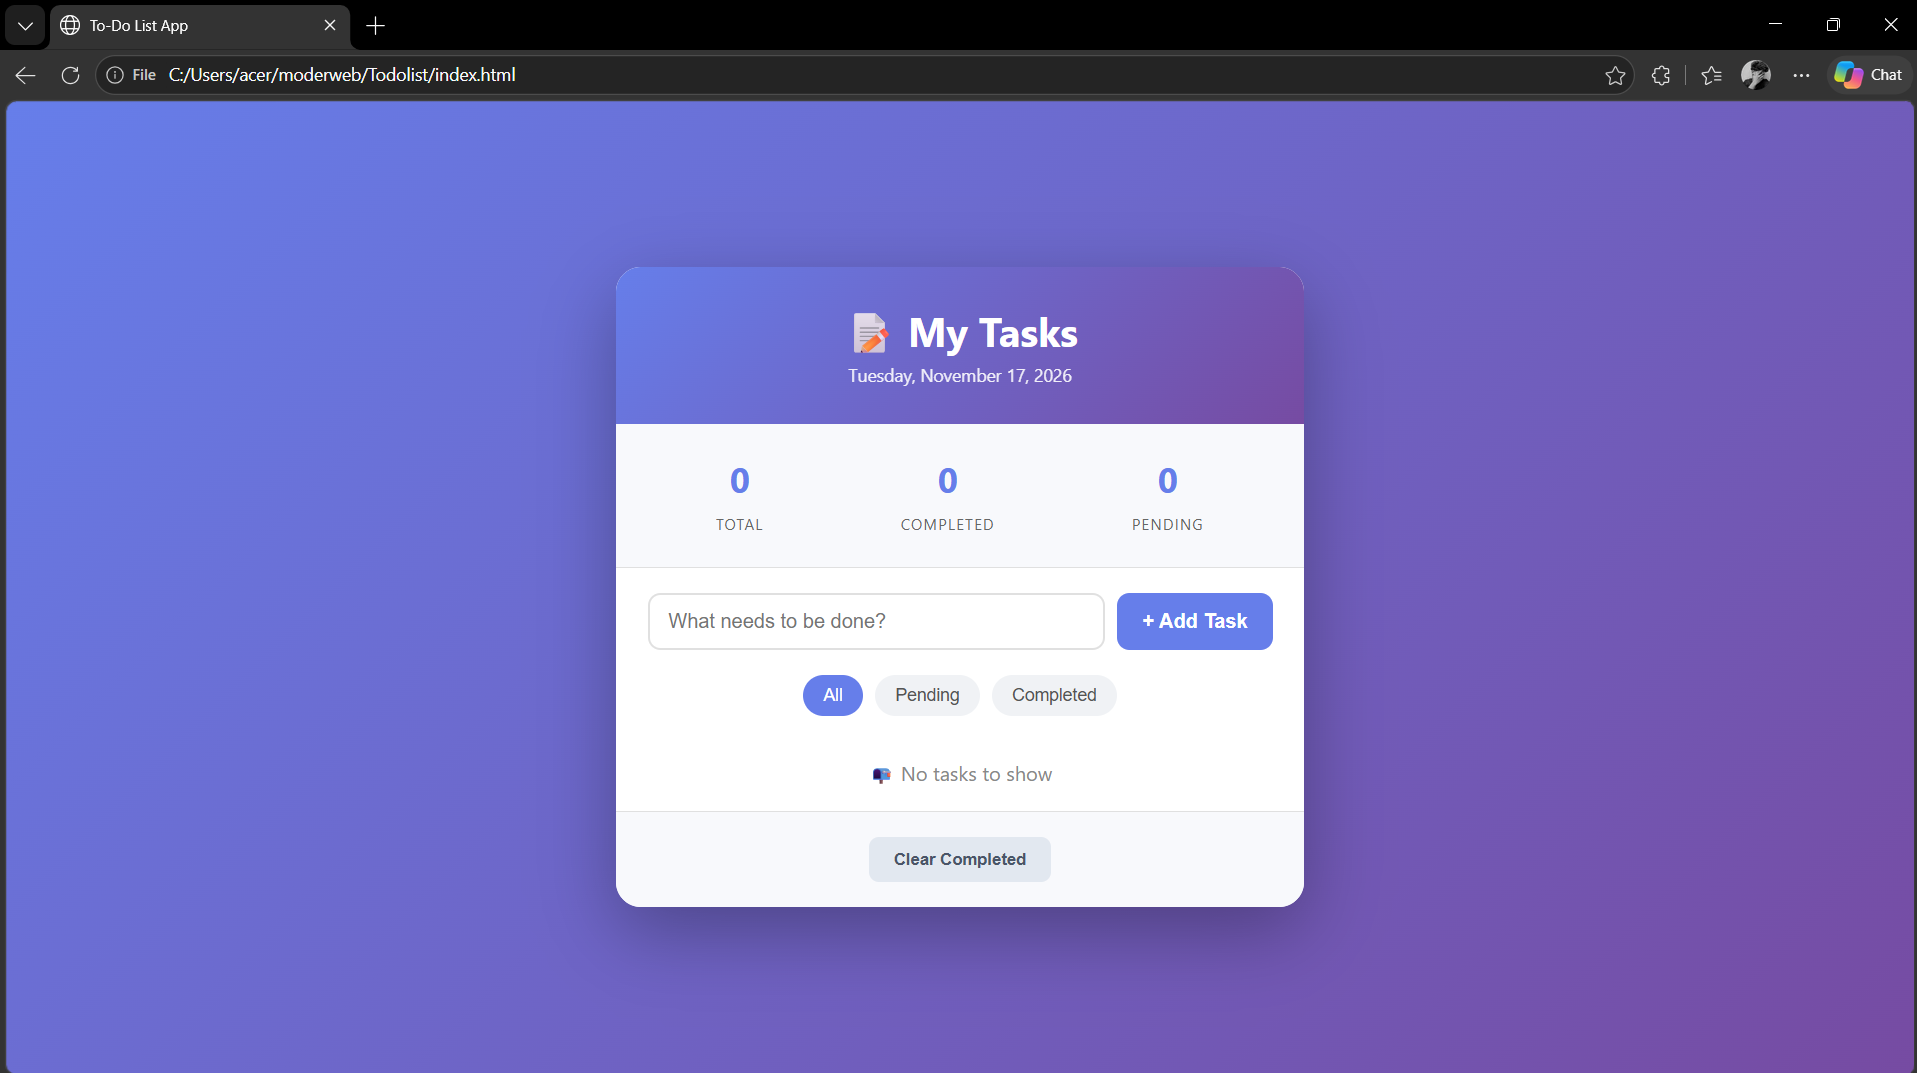 To-Do List App
File C:/Users/acer/moderweb/Todolist/index.html
Chat
My Tasks
Tuesday, November 17, 2026
0 0 0
TOTAL COMPLETED PENDING
What needs to be done? + Add Task
All Pending Completed
No tasks to show
Clear Completed